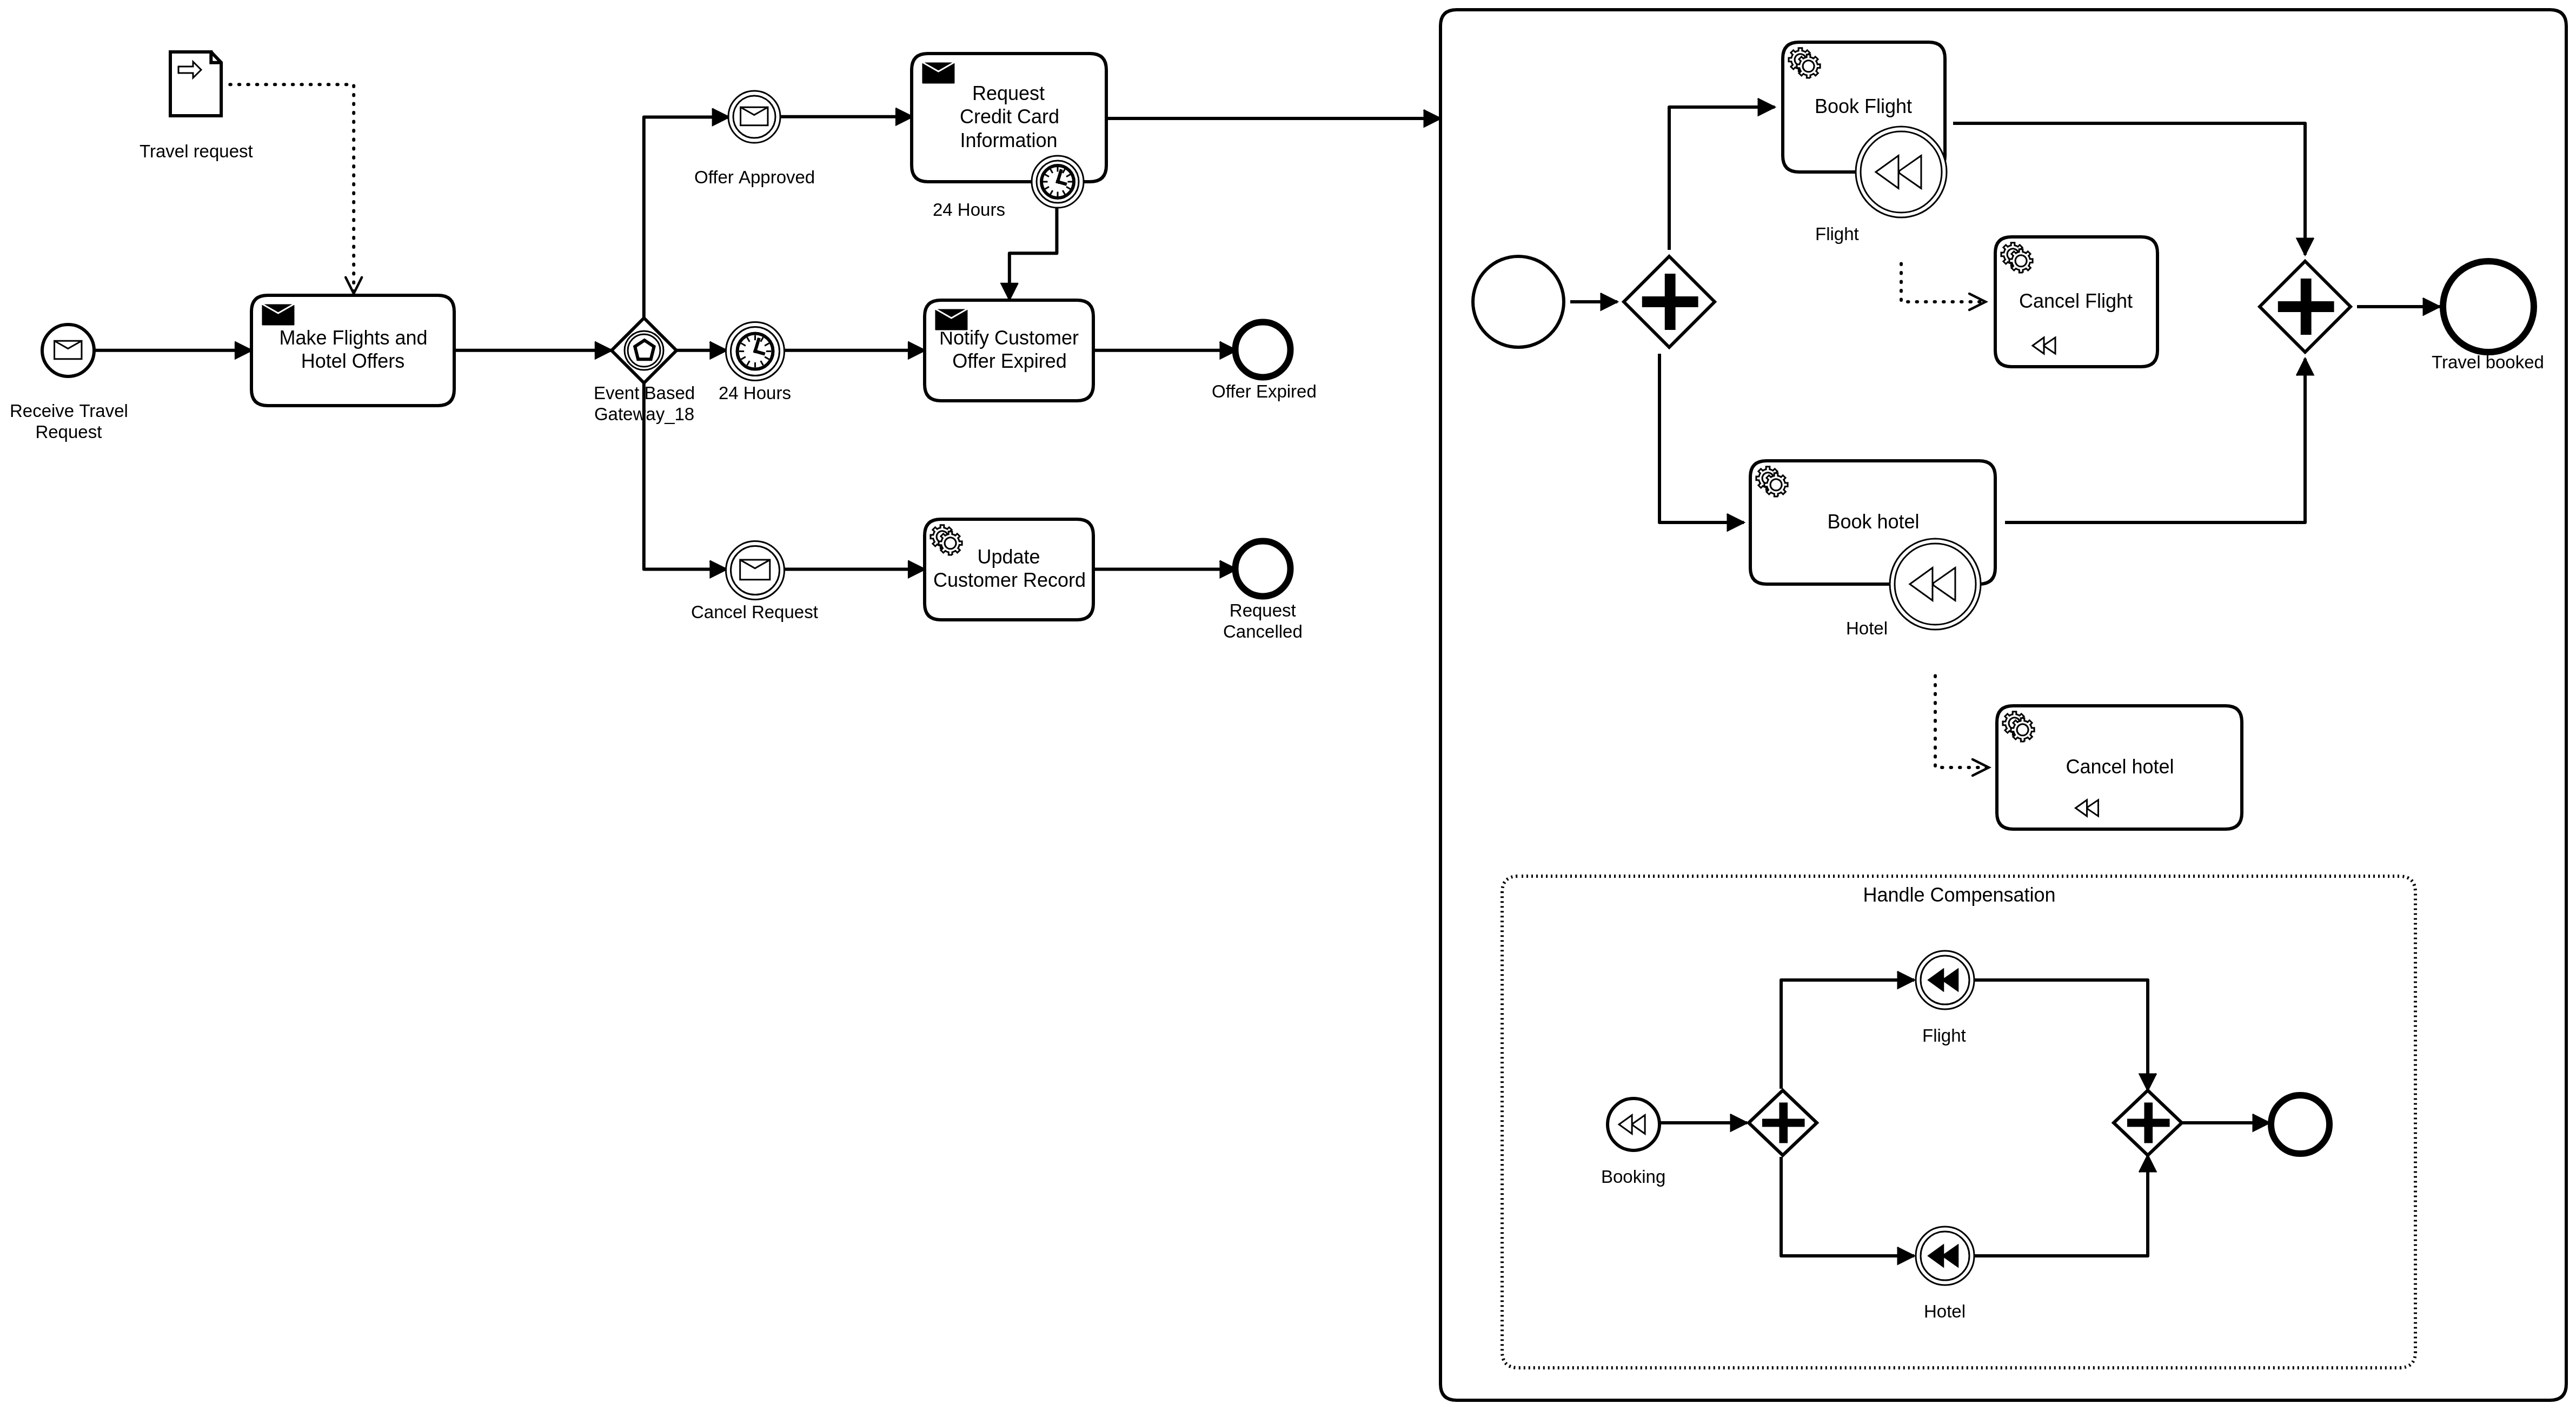 Travel request
Receive Travel
Request
Make Flights and
Hotel Offers
Event Based
Gateway_18
Offer Approved
Request
Credit Card
Information
24 Hours
24 Hours
Notify Customer
Offer Expired
Offer Expired
Cancel Request
Update
Customer Record
Request
Cancelled
Book Flight
Flight
Cancel Flight
Travel booked
Book hotel
Hotel
Cancel hotel
Handle Compensation
Flight
Booking
Hotel